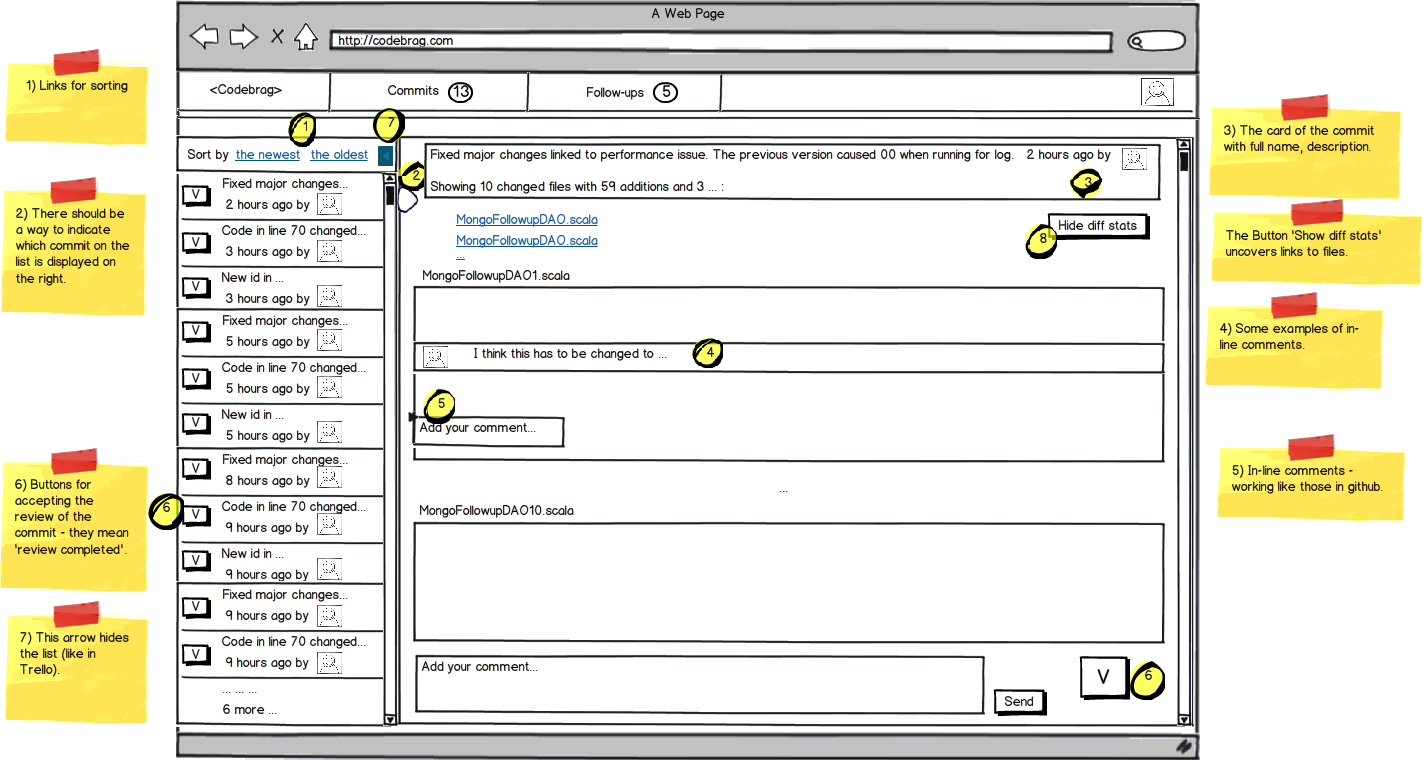 A Web Page
http://codebrag.com
<Codebrag>
Commits 13
Follow-ups 5
1) Links for sorting
2) There should be
a way to indicate
which commit on the
list is displayed on
the right.
6) Buttons for
accepting the
review of the
commit - they mean
'review completed'.
7) This arrow hides
the list (like in
Trello).
1
7
Sort by the newest the oldest
V
Fixed major changes...
2 hours ago by
V
Code in line 70 changed...
3 hours ago by
V
New id in ...
3 hours ago by
V
Fixed major changes...
5 hours ago by
V
Code in line 70 changed...
5 hours ago by
V
New id in ...
5 hours ago by
V
Fixed major changes...
8 hours ago by
6
V
Code in line 70 changed...
9 hours ago by
V
New id in ...
9 hours ago by
V
Fixed major changes...
9 hours ago by
V
Code in line 70 changed...
9 hours ago by
... ... ...
6 more ...
2
Fixed major changes linked to performance issue. The previous version caused 00 when running for log. 2 hours ago by
3
Showing 10 changed files with 59 additions and 3 ... :
MongoFollowupDAO.scala
MongoFollowupDAO.scala
...
Hide diff stats
8
MongoFollowupDAO1.scala
I think this has to be changed to ...
4
5
Add your comment...
...
MongoFollowupDAO10.scala
Add your comment...
Send
V
6
3) The card of the commit
with full name, description.
The Button 'Show diff stats'
uncovers links to files.
4) Some examples of in-
line comments.
5) In-line comments -
working like those in github.